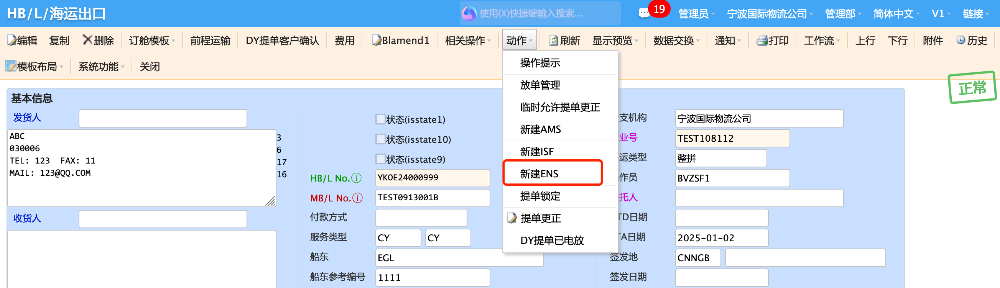 HB/L/海运出口
使用(X)快捷键输入搜索...
19
管理员
宁波国际物流公司
管理部
简体中文
V1
链接
编辑 复制 删除 订舱模板 前程运输 DY提单客户确认 费用 Blamend1 相关操作 动作 刷新 显示预览 数据交换 通知 打印 工作流 上行 下行 附件 历史
模板布局 系统功能 关闭
操作提示
放单管理
临时允许提单更正
新建AMS
新建ISF
新建ENS
提单锁定
提单更正
DY提单已电放
正常
基本信息
发货人
ABC
030006
TEL: 123  FAX: 11
MAIL: 123@QQ.COM
3
6
17
16
收货人
状态(isstate1)
状态(isstate10)
状态(isstate9)
HB/L No. YKOE24000999
MB/L No. TEST0913001B
付款方式
服务类型 CY CY
船东 EGL
船东参考编号 1111
支机构 宁波国际物流公司
业号 TEST108112
运类型 整拼
作员 BVZSF1
托人
TD日期
TA日期 2025-01-02
签发地 CNNGB
签发日期